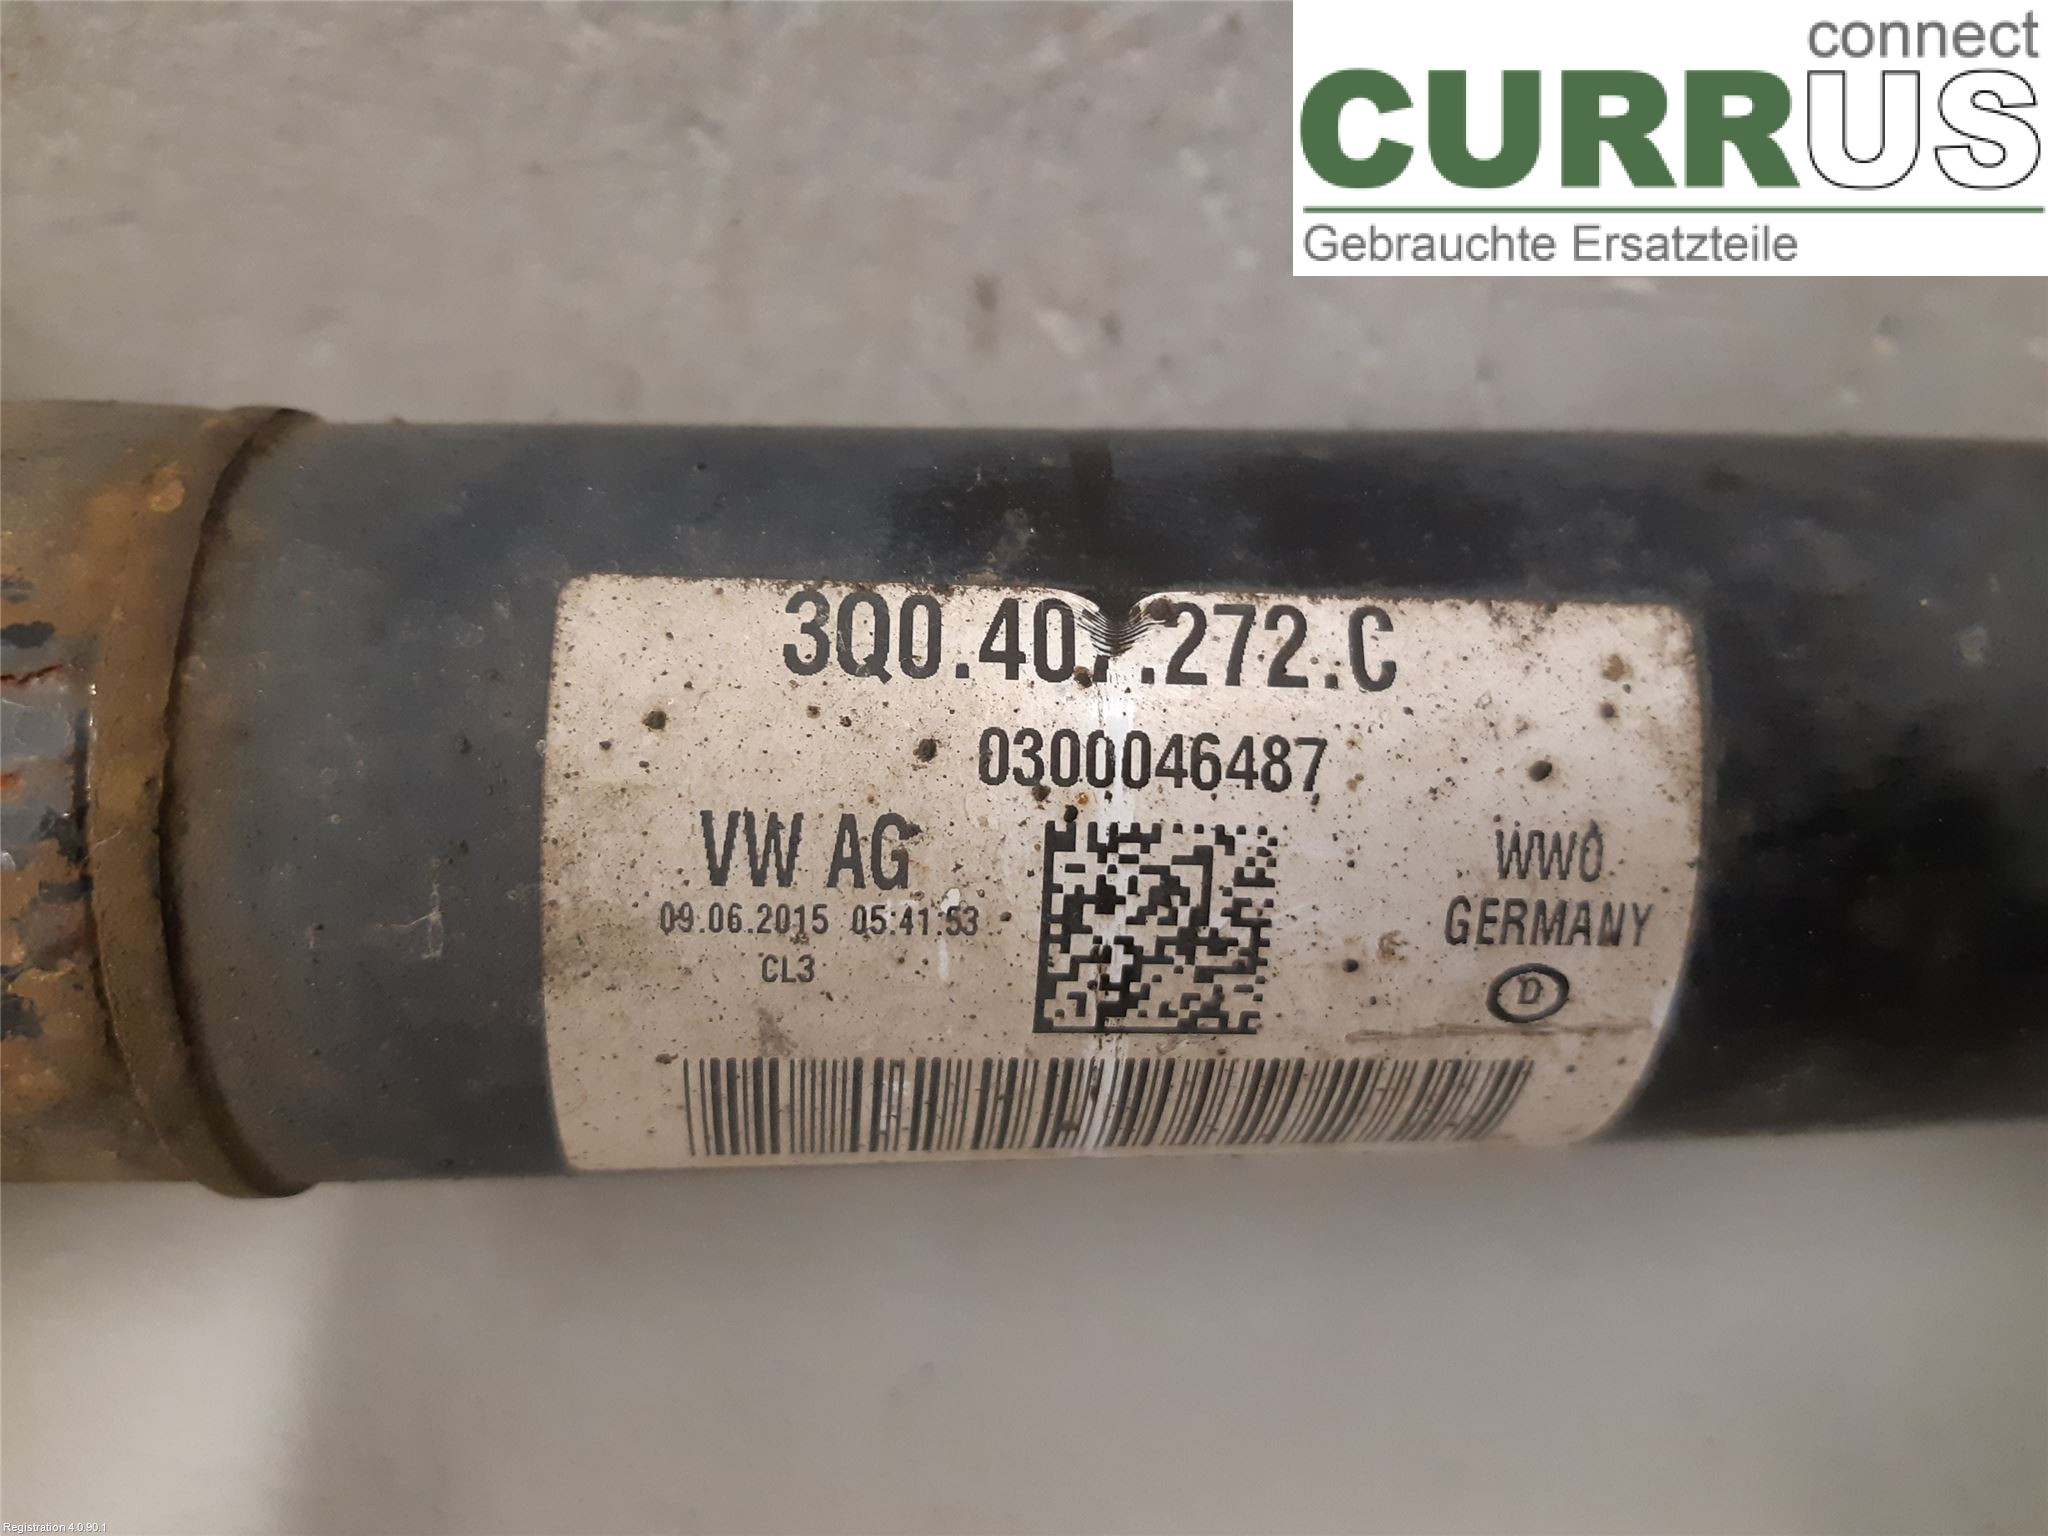 connect
CURRUS
Gebrauchte Ersatzteile
0300046487
VW AG
09.06.2015 05:41:53
CL3
WWO
GERMANY
D
Registration 4.0.90.1